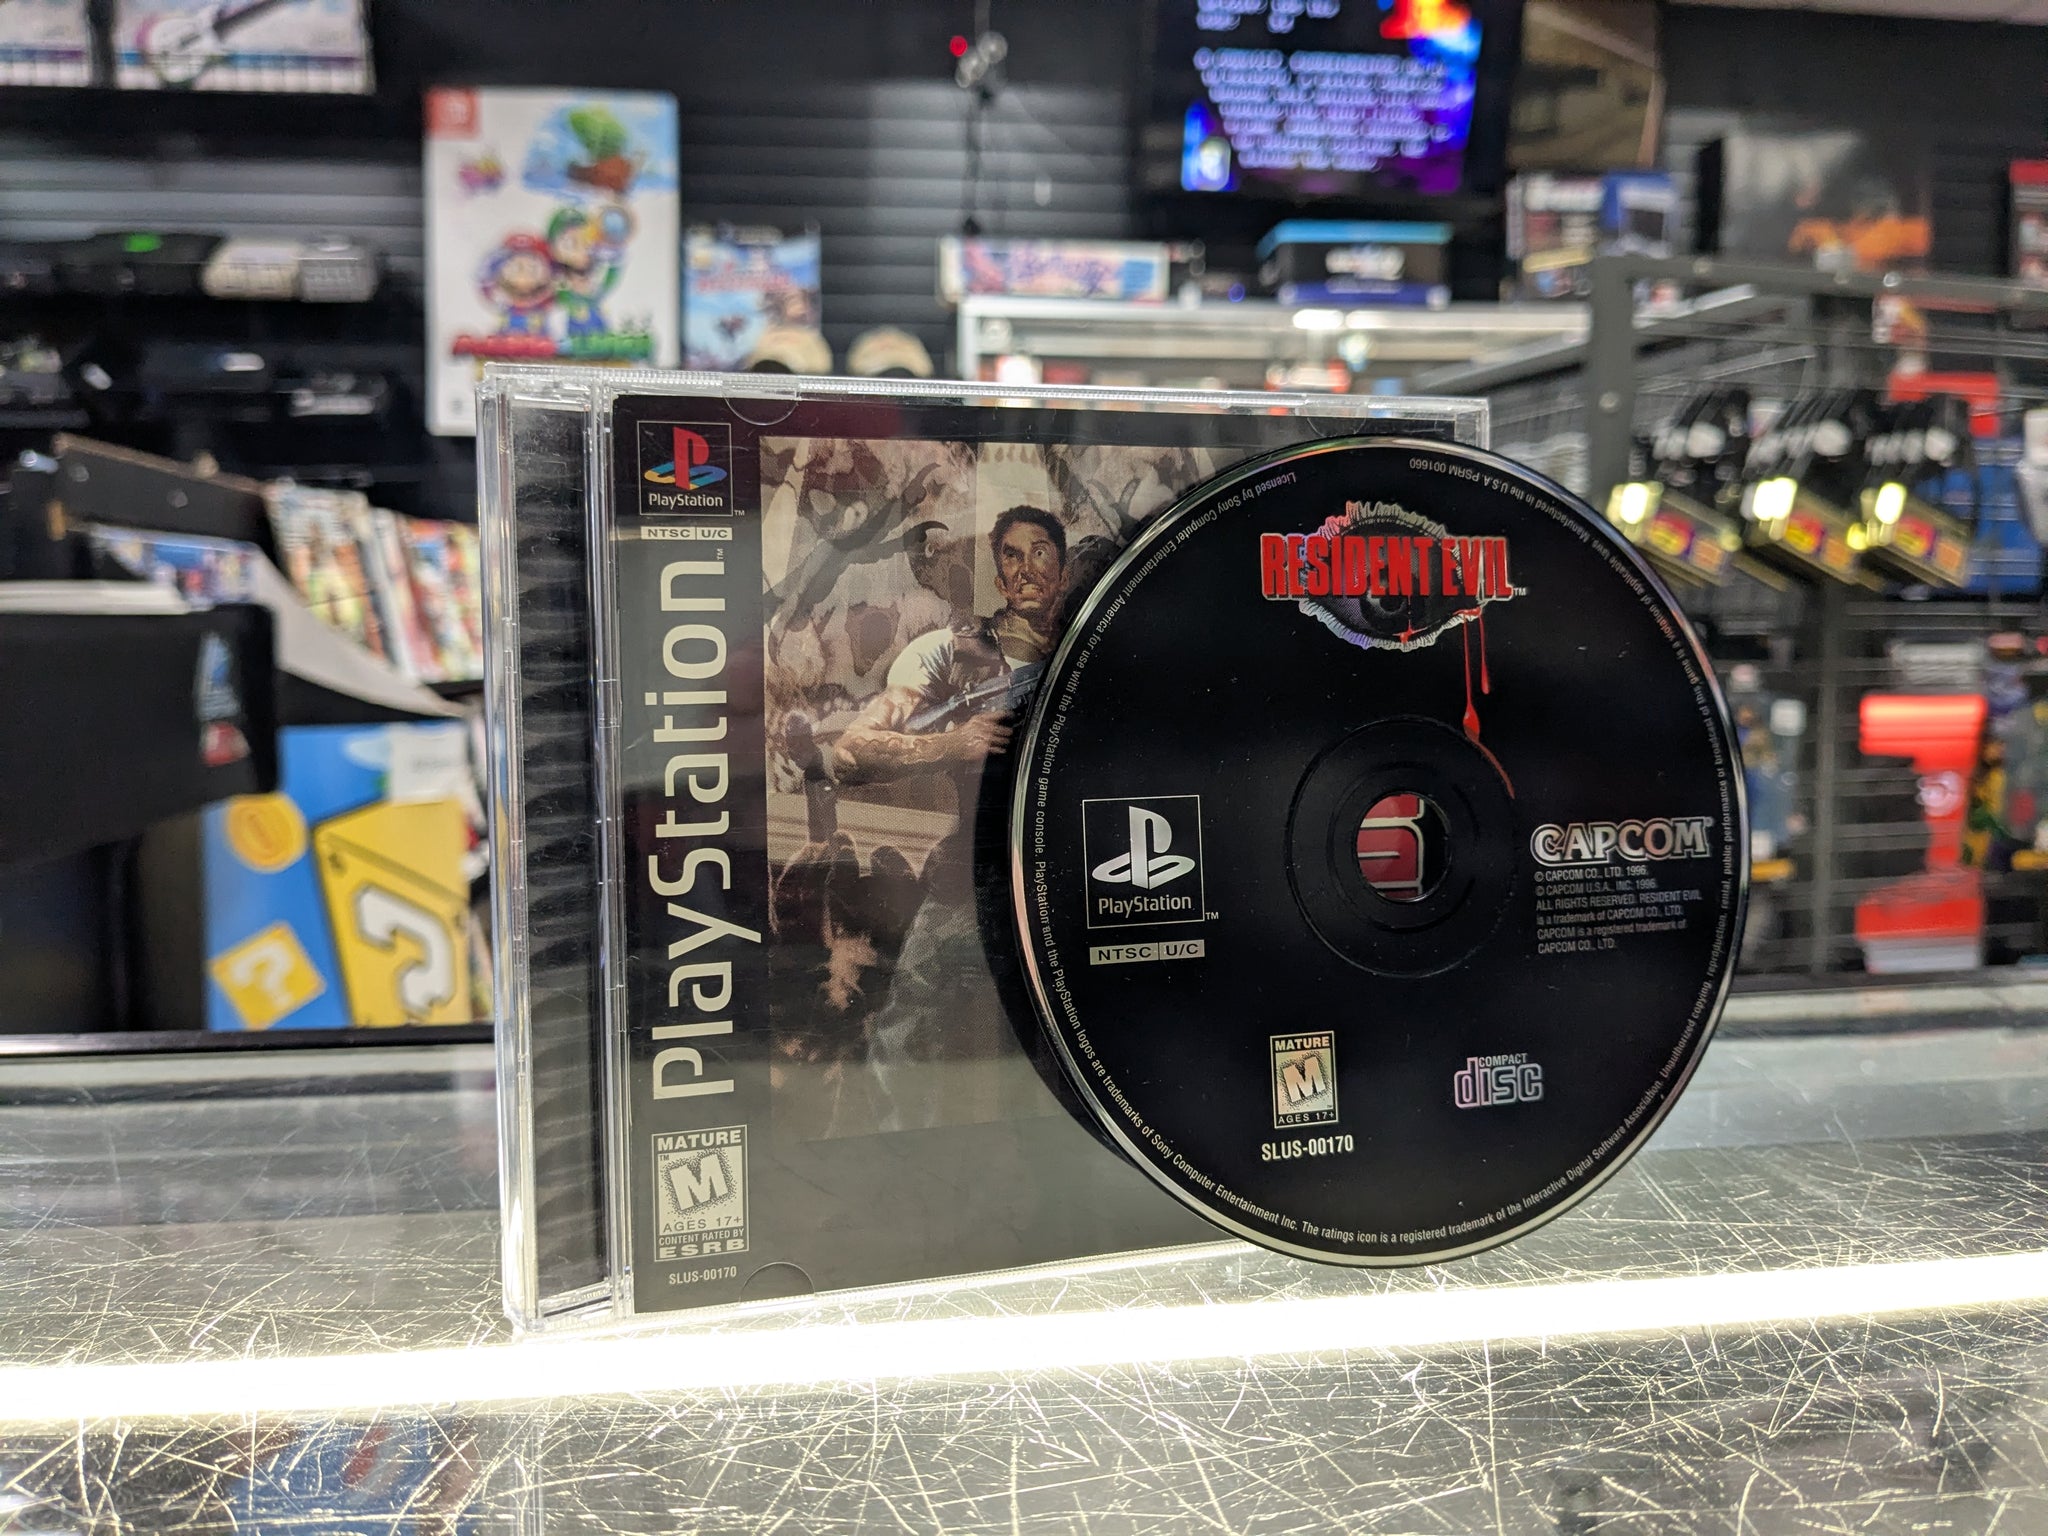 PlayStation
NTSC U/C
PlayStation
MATURE
M
AGES 17+
CONTENT RATED BY
ESRB
SLUS-00170
RESIDENT EVIL
PlayStation
NTSC U/C
CAPCOM
© CAPCOM CO., LTD. 1996.
© CAPCOM U.S.A., INC. 1996.
ALL RIGHTS RESERVED. RESIDENT EVIL
is a trademark of CAPCOM CO., LTD.
CAPCOM is a registered trademark of
CAPCOM CO., LTD.
MATURE
M
AGES 17+
SLUS-00170
COMPACT
disc
Licensed by Sony Computer Entertainment America for use with the PlayStation game console. PlayStation and the PlayStation logos are trademarks of Sony Computer Entertainment Inc. The ratings icon is a registered trademark of the Interactive Digital Software Association. Unauthorized copying, reproduction, rental, public performance or broadcast of this game is a violation of applicable laws. Manufactured in the U.S.A. PSRM 001660